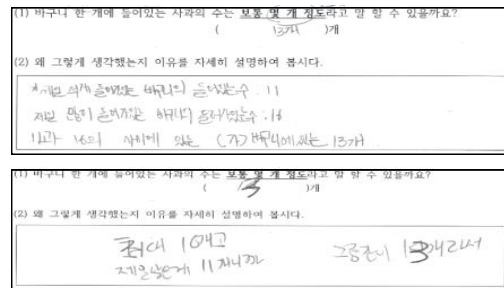 (1) 바구니 한 개에 들어있는 사과의 수는 보통 몇 개 정도라고 말 할 수 있을까요?
( 13개 )개
(2) 왜 그렇게 생각했는지 이유를 자세히 설명하여 봅시다.
제일 적게 들어있는 바구니의 들어있는수 : 11
제일 많이 들어있는 바구니 들어있는수 : 16
11과 16의 사이에 있는 (가)바구니에있는 13개
(1) 바구니 한 개에 들어있는 사과의 수는 보통 몇 개 정도라고 말 할 수 있을까요?
( 13 )개
(2) 왜 그렇게 생각했는지 이유를 자세히 설명하여 봅시다.
최대 16개고
제일낮은게 11개니까
그중간이 13개라서